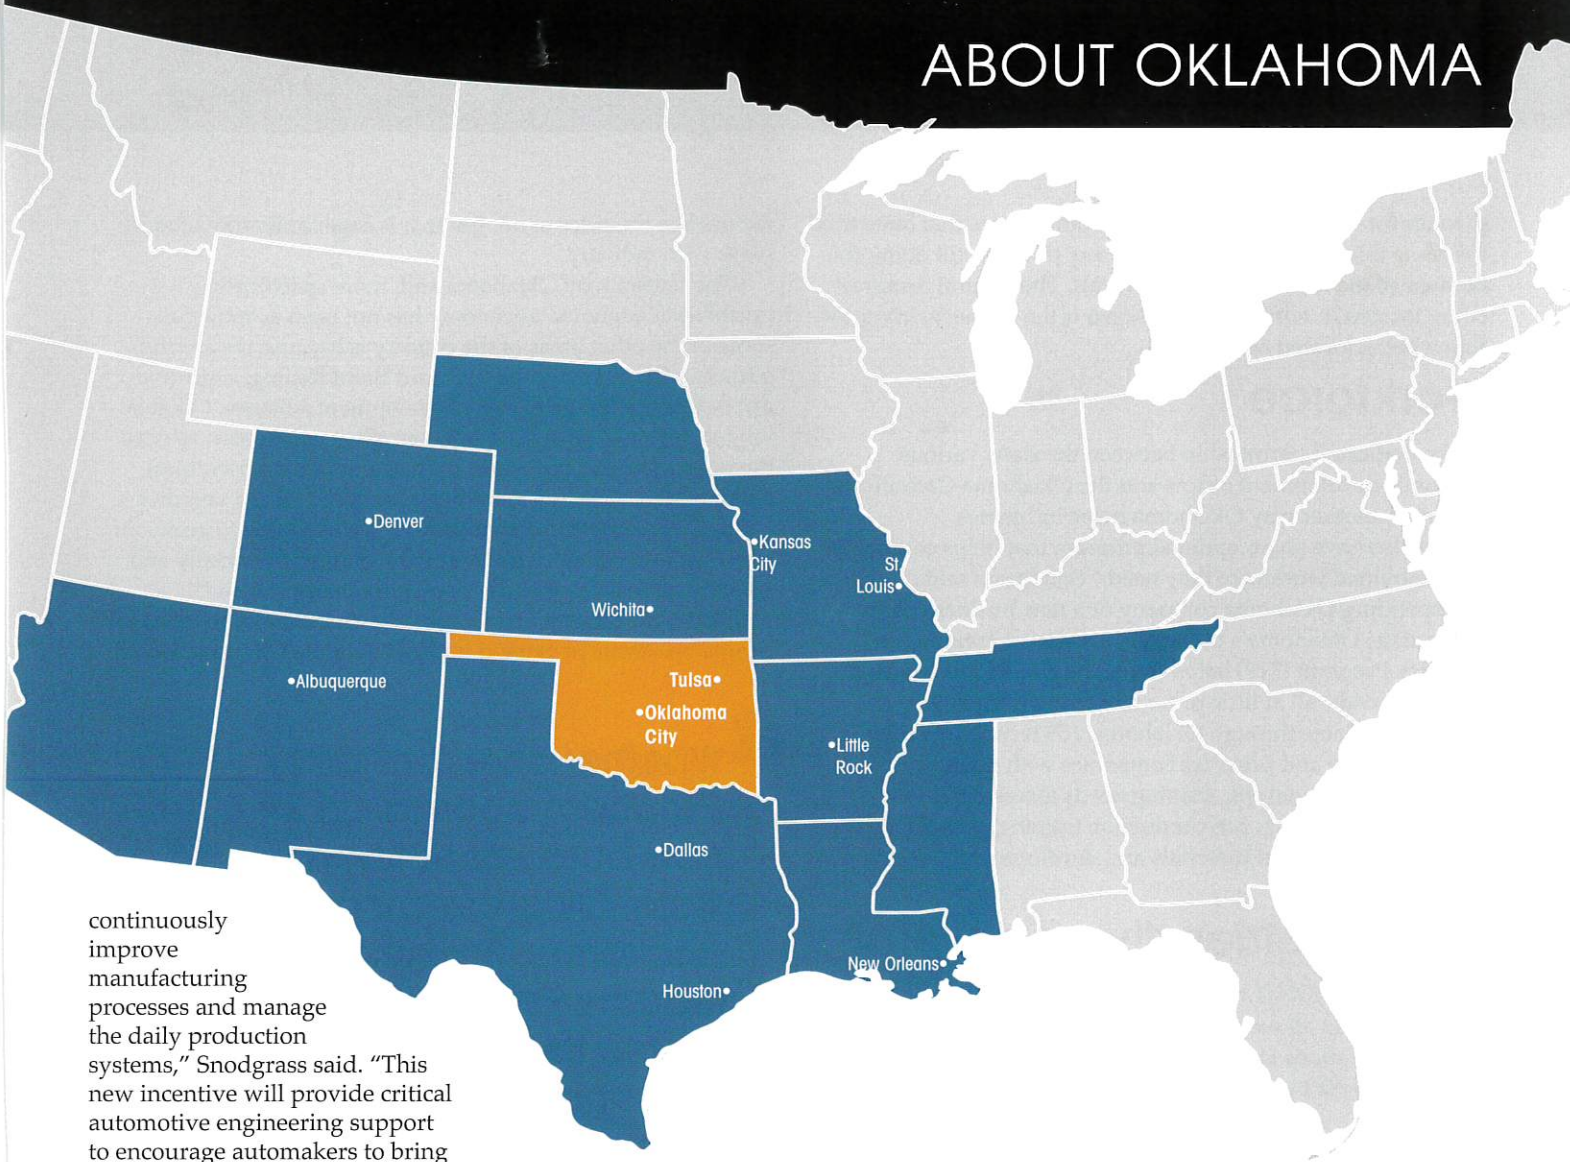 ABOUT OKLAHOMA
•Denver
•Kansas
City
St.
Louis•
Wichita•
•Albuquerque
Tulsa•
•Oklahoma
City
•Little
Rock
•Dallas
New Orleans•
Houston•
continuously
improve
manufacturing
processes and manage
the daily production
systems,” Snodgrass said. “This
new incentive will provide critical
automotive engineering support
to encourage automakers to bring